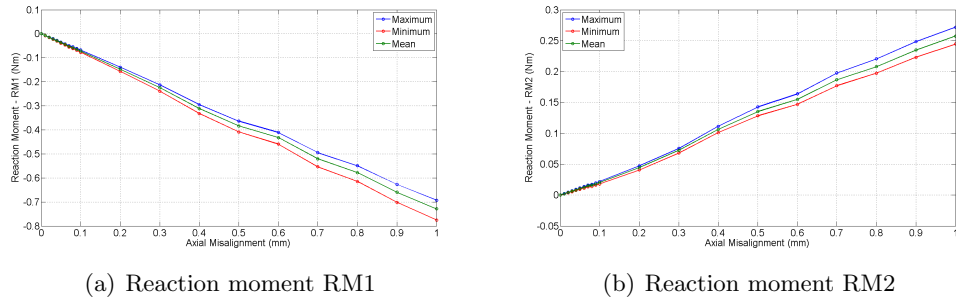 0
-0.1
-0.2
-0.3
-0.4
-0.5
-0.6
-0.7
-0.8
Reaction Moment - RM1 (Nm)
0 0.1 0.2 0.3 0.4 0.5 0.6 0.7 0.8 0.9 1
Axial Misalignment (mm)
Maximum
Minimum
Mean
(a) Reaction moment RM1
0.3
0.25
0.2
0.15
0.1
0.05
0
-0.05
Reaction Moment - RM2 (Nm)
0 0.1 0.2 0.3 0.4 0.5 0.6 0.7 0.8 0.9 1
Axial Misalignment (mm)
Maximum
Minimum
Mean
(b) Reaction moment RM2